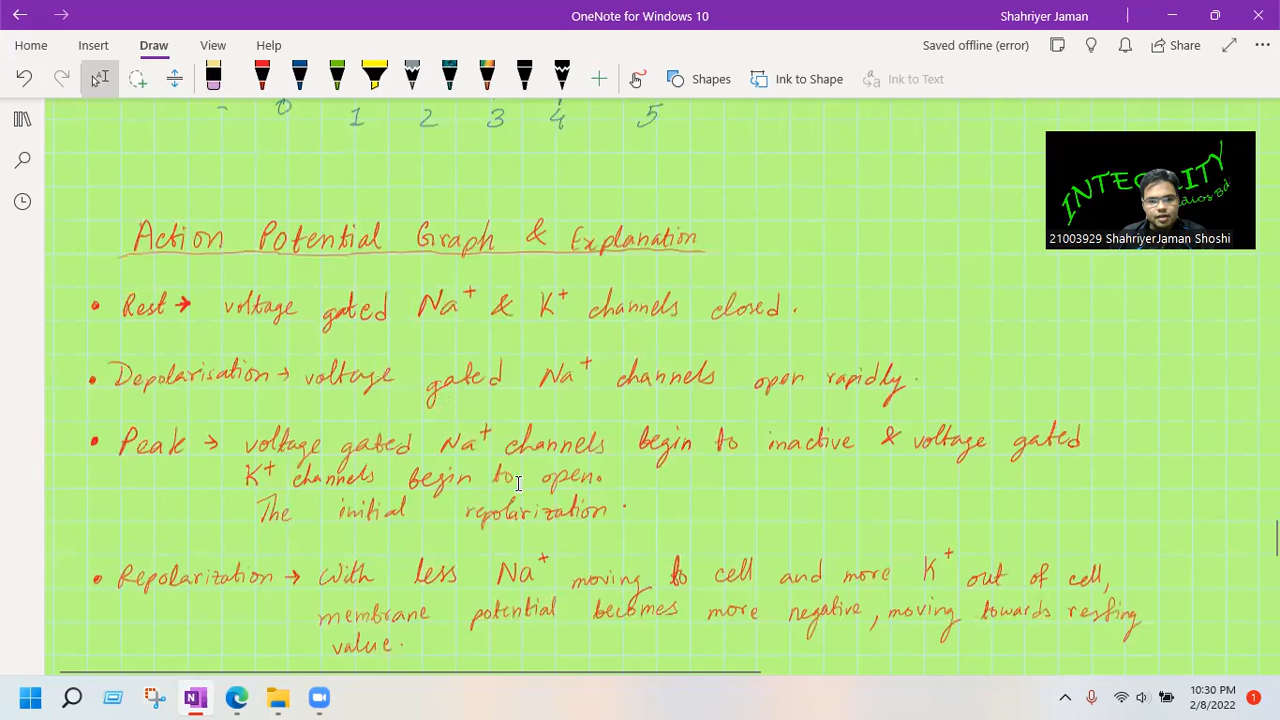 OneNote for Windows 10
Shahriyer Jaman
Home Insert Draw View Help
Saved offline (error)
Share
Shapes
Ink to Shape
Ink to Text
0 1 2 3 4 5
INTEGRITY
21003929 ShahriyerJaman Shoshi
Action Potential Graph & Explanation
• Rest → voltage gated Na+ & K+ channels closed.
• Depolarisation → voltage gated Na+ channels open rapidly.
• Peak → voltage gated Na+ channels begin to inactive & voltage gated
K+ channels begin to open.
The initial repolarization.
• Repolarization → With less Na+ moving to cell and more K+ out of cell,
membrane potential becomes more negative, moving towards resting
value.
10:30 PM
2/8/2022
1